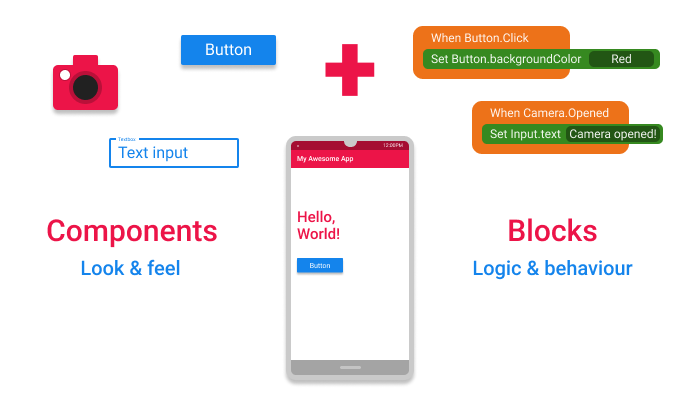 Button
Textbox
Text input
Components
Look & feel
12:00PM
My Awesome App
Hello,
World!
Button
When Button.Click
Set Button.backgroundColor Red
When Camera.Opened
Set Input.text Camera opened!
Blocks
Logic & behaviour